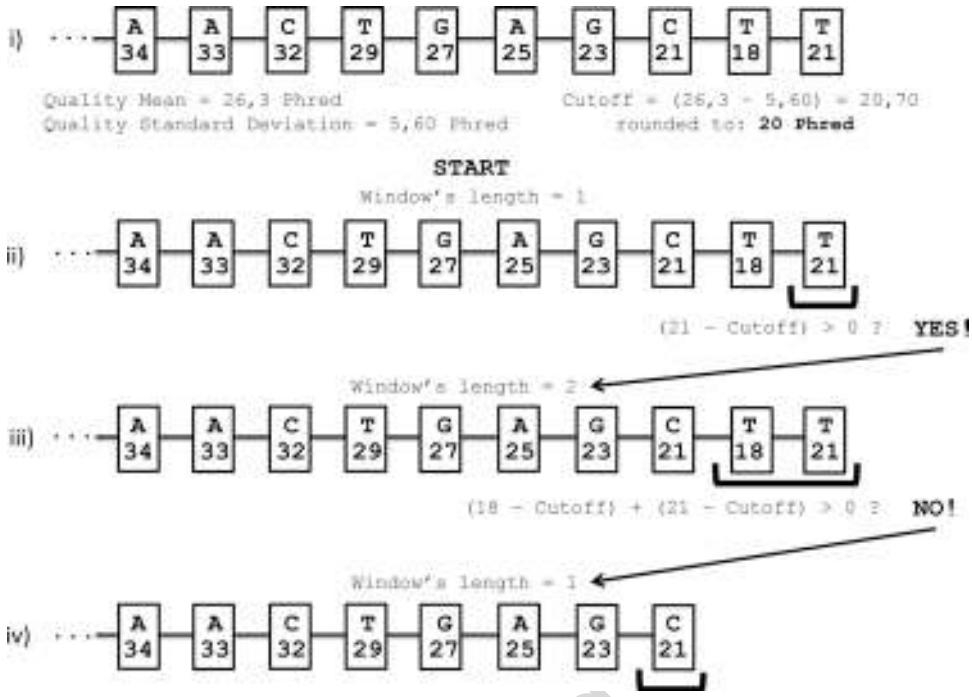 i) ... A A C T G A G C T T
34 33 32 29 27 25 23 21 18 21
Quality Mean = 26,3 Phred Cutoff = (26,3 - 5,60) = 20,70
Quality Standard Deviation = 5,60 Phred rounded to: 20 Phred
START
Window's length = 1
ii) ... A A C T G A G C T T
34 33 32 29 27 25 23 21 18 21
(21 - Cutoff) > 0 ? YES!
Window's length = 2
iii) ... A A C T G A G C T T
34 33 32 29 27 25 23 21 18 21
(18 - Cutoff) + (21 - Cutoff) > 0 ? NO!
Window's length = 1
iv) ... A A C T G A G C
34 33 32 29 27 25 23 21